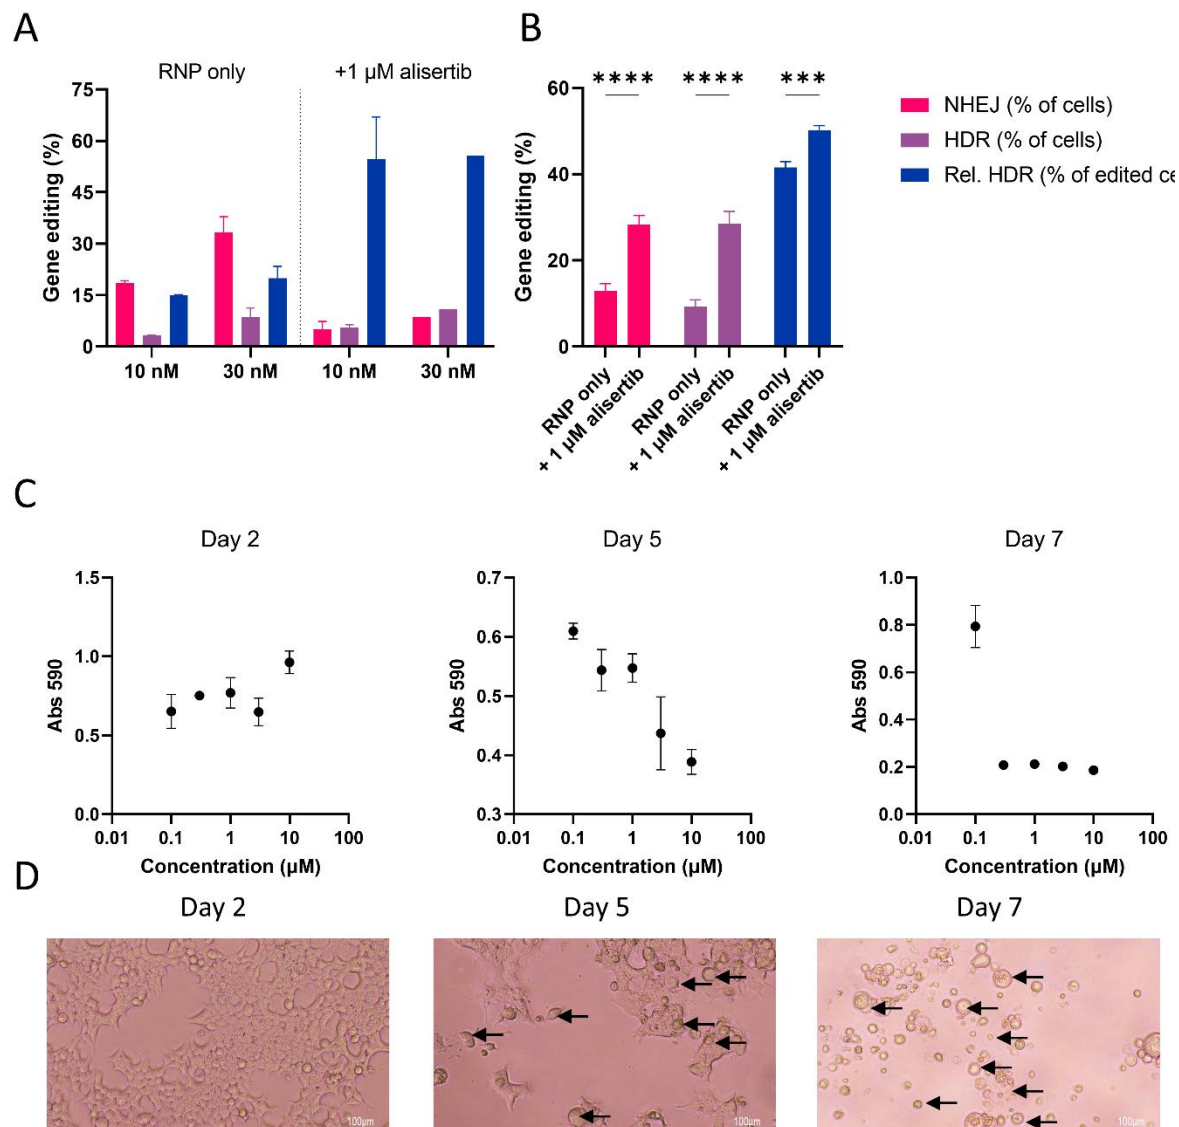 A
RNP only
+1 µM alisertib
Gene editing (%)
75
60
45
30
15
0
10 nM
30 nM
10 nM
30 nM
B
**** **** ***
Gene editing (%)
60
40
20
0
RNP only
+ 1 µM alisertib
RNP only
+ 1 µM alisertib
RNP only
+ 1 µM alisertib
NHEJ (% of cells)
HDR (% of cells)
Rel. HDR (% of edited ce
C
Day 2
Abs 590
1.5
1.0
0.5
0.0
0.01 0.1 1 10 100
Concentration (µM)
Day 5
Abs 590
0.7
0.6
0.5
0.4
0.3
0.01 0.1 1 10 100
Concentration (µM)
Day 7
Abs 590
1.0
0.8
0.6
0.4
0.2
0.0
0.01 0.1 1 10 100
Concentration (µM)
D
Day 2
Day 5
Day 7
100µm
100µm
100µm